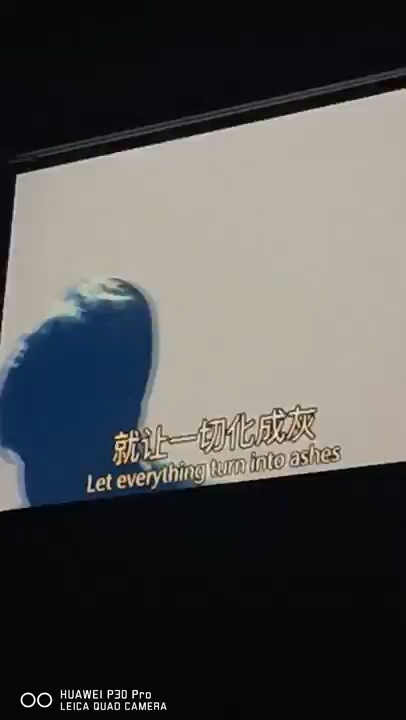 就让一切化成灰
Let everything turn into ashes
HUAWEI P30 Pro
LEICA QUAD CAMERA